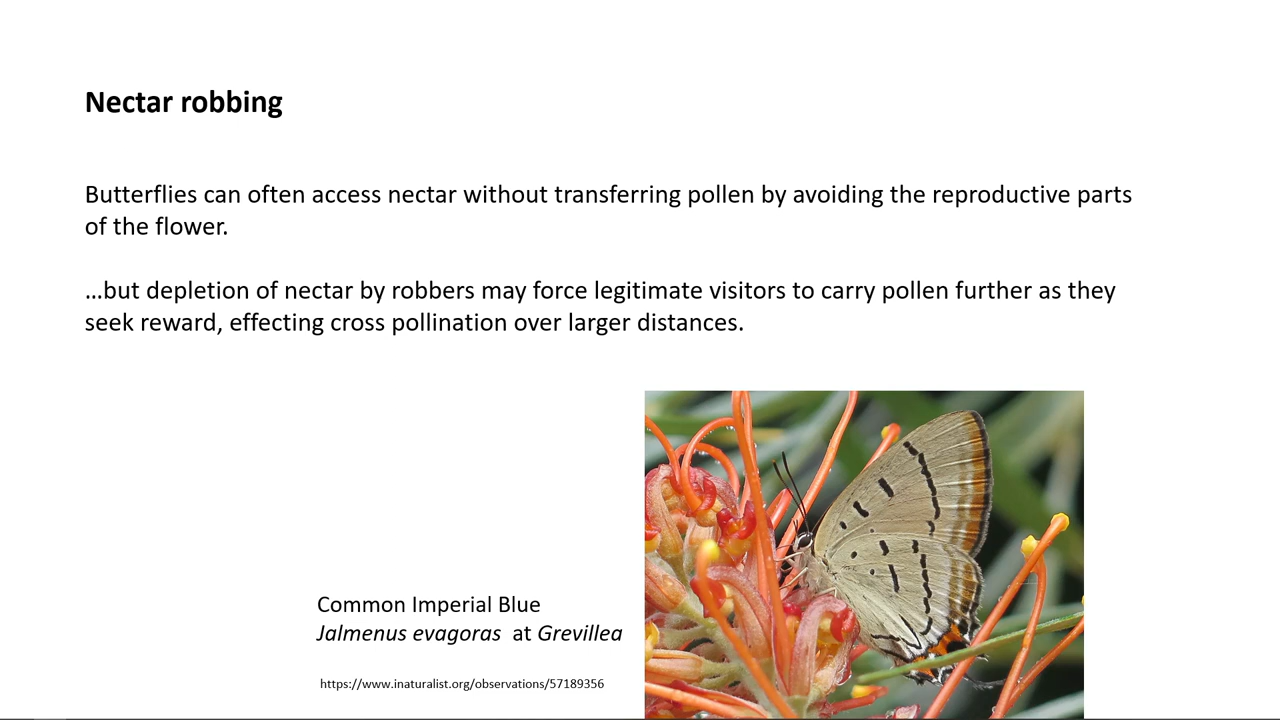 Nectar robbing
Butterflies can often access nectar without transferring pollen by avoiding the reproductive parts
of the flower.
…but depletion of nectar by robbers may force legitimate visitors to carry pollen further as they
seek reward, effecting cross pollination over larger distances.
Common Imperial Blue
Jalmenus evagoras at Grevillea
https://www.inaturalist.org/observations/57189356